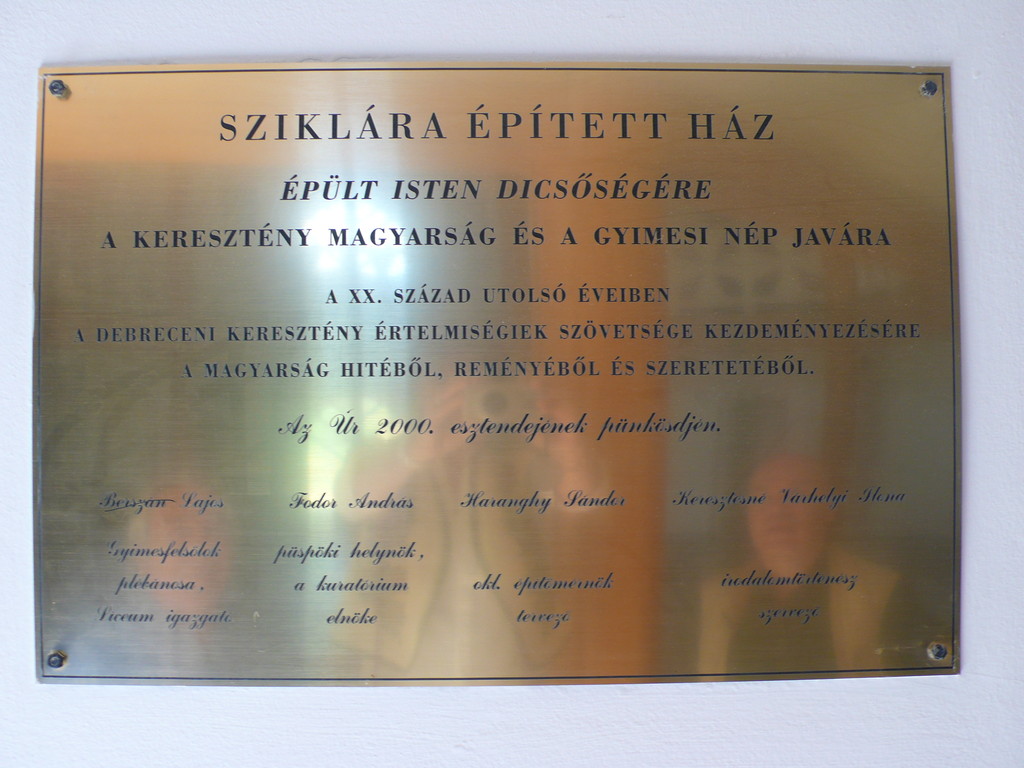 SZIKLÁRA ÉPÍTETT HÁZ
ÉPÜLT ISTEN DICSŐSÉGÉRE
A KERESZTÉNY MAGYARSÁG ÉS A GYIMESI NÉP JAVÁRA
A XX. SZÁZAD UTOLSÓ ÉVEIBEN
A DEBRECENI KERESZTÉNY ÉRTELMISÉGIEK SZÖVETSÉGE KEZDEMÉNYEZÉSÉRE
A MAGYARSÁG HITÉBŐL, REMÉNYÉBŐL ÉS SZERETETÉBŐL.
Az Úr 2000. esztendejének pünkösdjén.
Berszán Lajos
Gyimesfelsőlok
plébánosa,
Líceum igazgató
Fodor András
püspöki helynök,
a kuratórium
elnöke
Haranghy Sándor
okl. építőmérnök
tervező
Keresztesné Várhelyi Ilona
irodalomtörténész
szervező